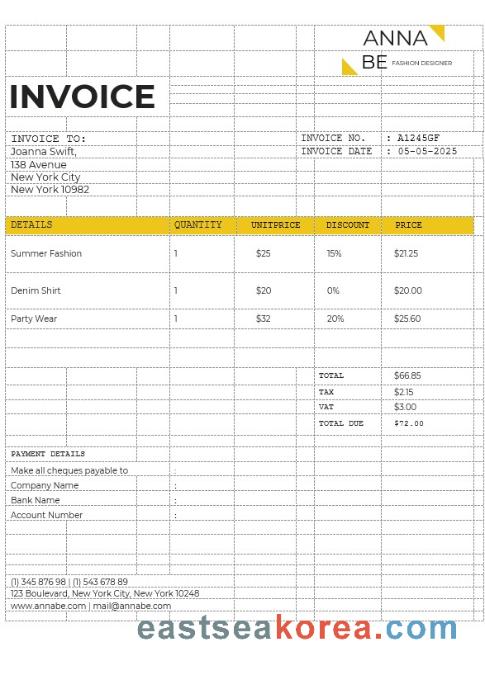 ANNA
BE FASHION DESIGNER
INVOICE
INVOICE TO: INVOICE NO. : A1245GF
Joanna Swift, INVOICE DATE : 05-05-2025
138 Avenue
New York City
New York 10982
DETAILS QUANTITY UNITPRICE DISCOUNT PRICE
Summer Fashion 1 $25 15% $21.25
Denim Shirt 1 $20 0% $20.00
Party Wear 1 $32 20% $25.60
TOTAL $66.85
TAX $2.15
VAT $3.00
TOTAL DUE $72.00
PAYMENT DETAILS
Make all cheques payable to :
Company Name :
Bank Name :
Account Number :
(1) 345 876 98 | (1) 543 678 89
123 Boulevard, New York City, New York 10248
www.annabe.com | mail@annabe.com
eastseakorea.com